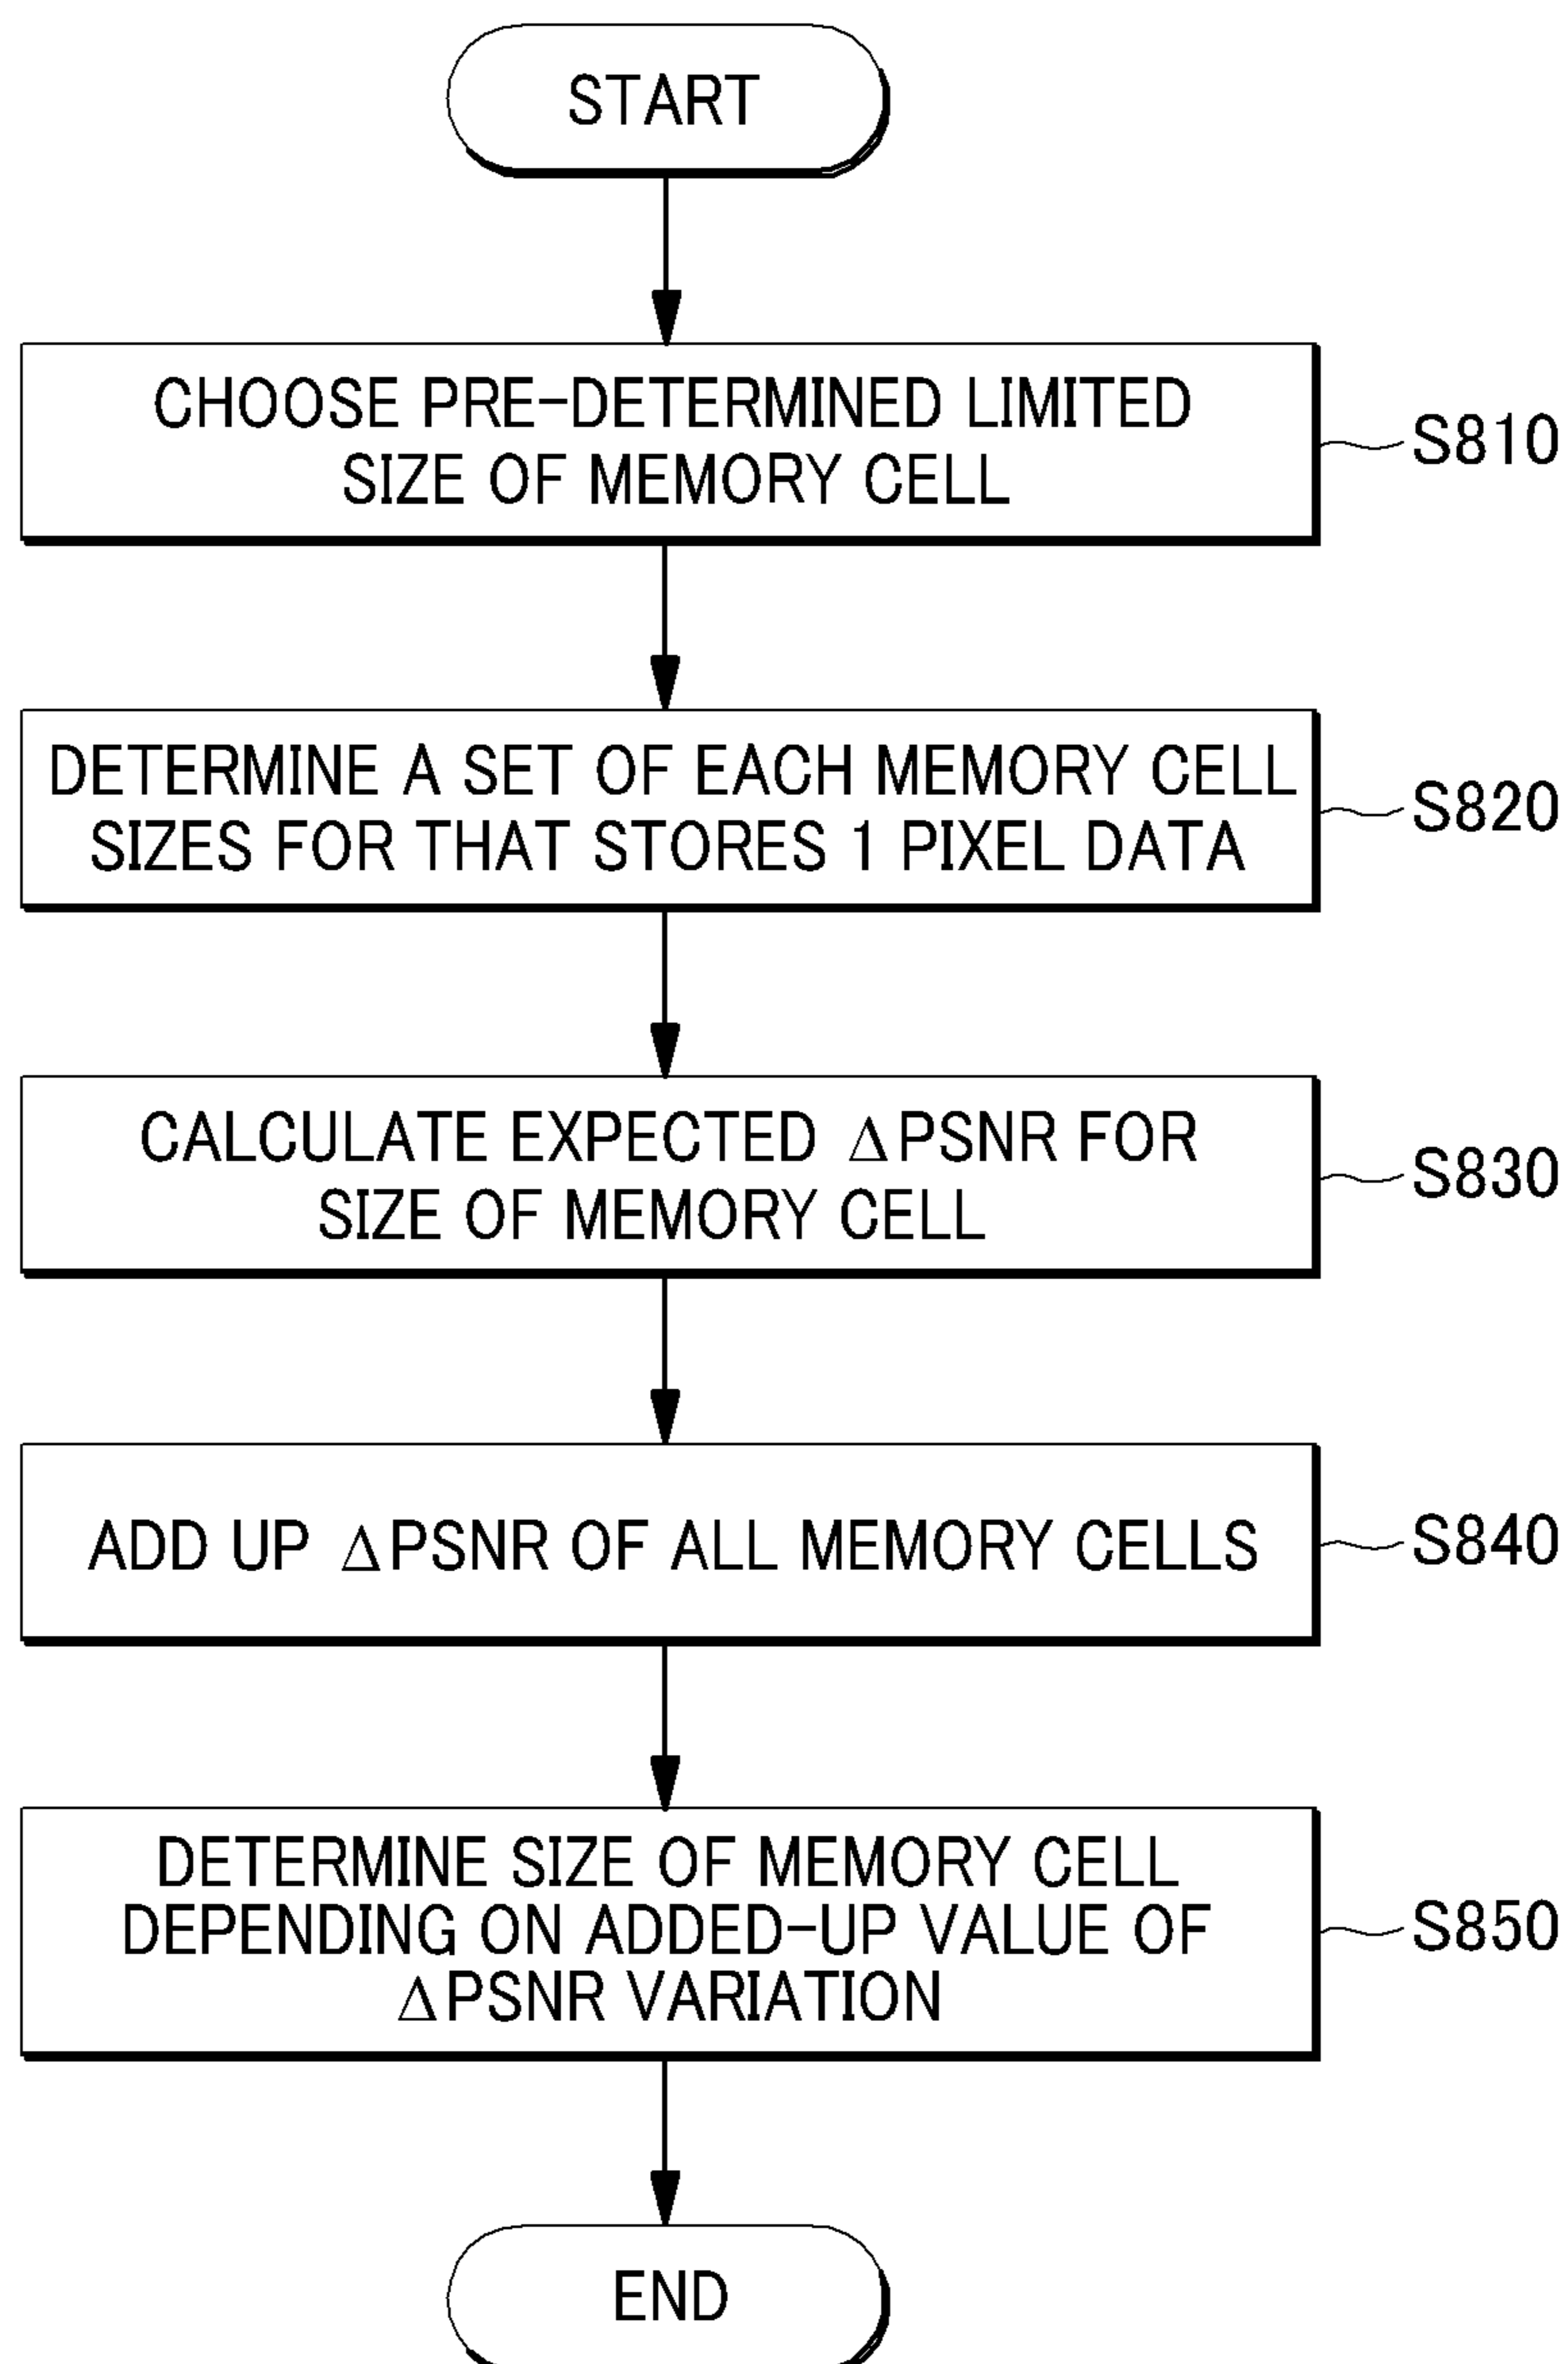 START
CHOOSE PRE-DETERMINED LIMITED
SIZE OF MEMORY CELL
S810
DETERMINE A SET OF EACH MEMORY CELL
SIZES FOR THAT STORES 1 PIXEL DATA
S820
CALCULATE EXPECTED ΔPSNR FOR
SIZE OF MEMORY CELL
S830
ADD UP ΔPSNR OF ALL MEMORY CELLS
S840
DETERMINE SIZE OF MEMORY CELL
DEPENDING ON ADDED-UP VALUE OF
ΔPSNR VARIATION
S850
END